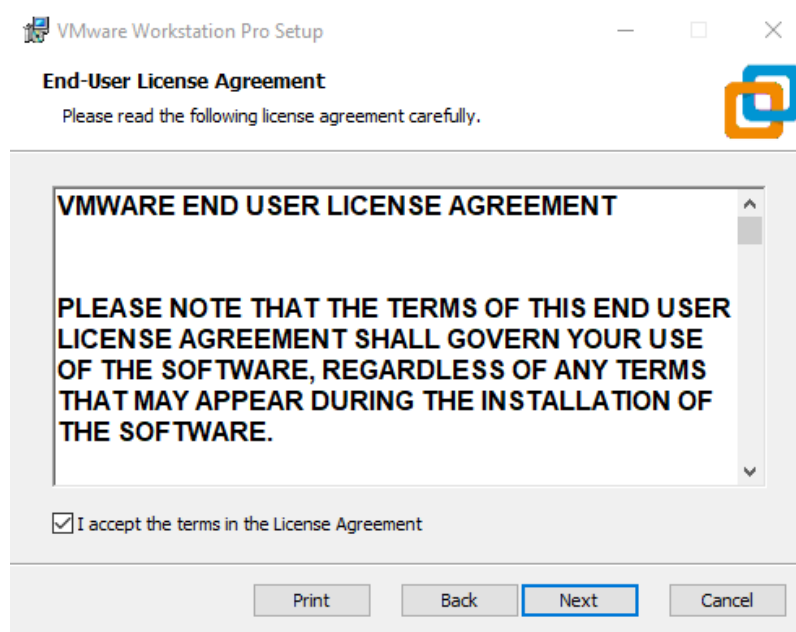 VMware Workstation Pro Setup
End-User License Agreement
Please read the following license agreement carefully.
VMWARE END USER LICENSE AGREEMENT
PLEASE NOTE THAT THE TERMS OF THIS END USER
LICENSE AGREEMENT SHALL GOVERN YOUR USE
OF THE SOFTWARE, REGARDLESS OF ANY TERMS
THAT MAY APPEAR DURING THE INSTALLATION OF
THE SOFTWARE.
I accept the terms in the License Agreement
Print Back Next Cancel